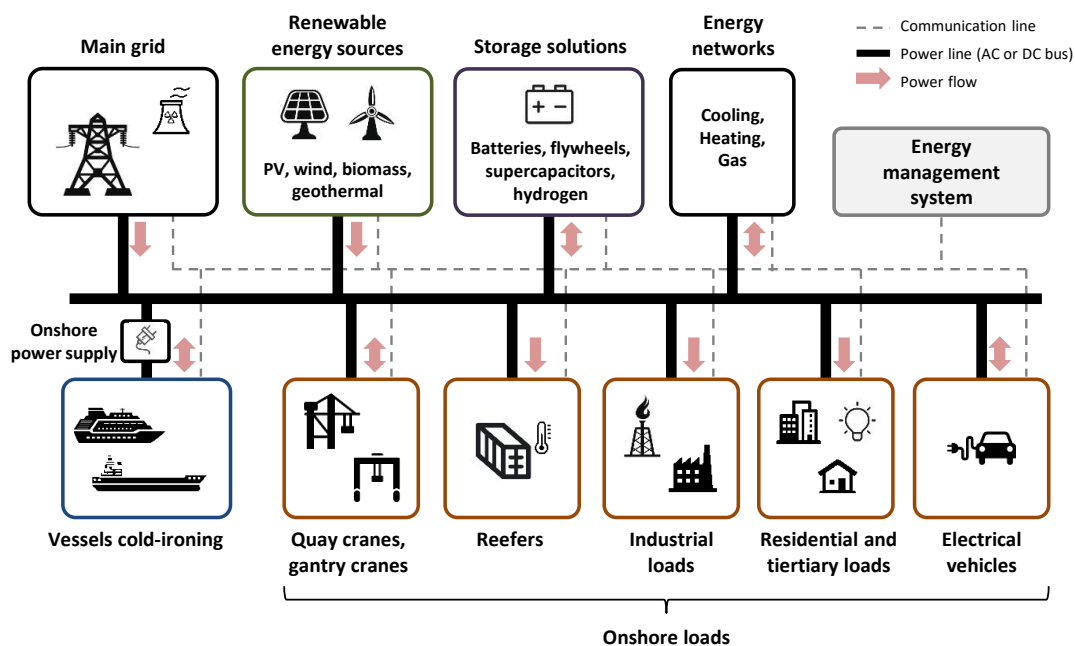 Main grid
Renewable
energy sources
Storage solutions
Energy
networks
Communication line
Power line (AC or DC bus)
Power flow
PV, wind, biomass,
geothermal
Batteries, flywheels,
supercapacitors,
hydrogen
Cooling,
Heating,
Gas
Energy
management
system
Onshore
power supply
Vessels cold-ironing
Quay cranes,
gantry cranes
Reefers
Industrial
loads
Residential and
tiertiary loads
Electrical
vehicles
Onshore loads